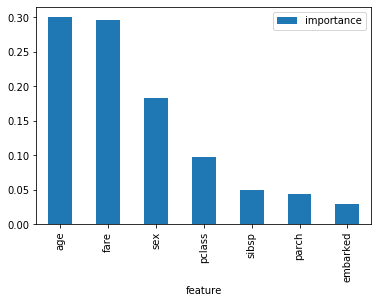 importance
0.30
0.25
0.20
0.15
0.10
0.05
0.00
age
fare
sex
pclass
sibsp
parch
embarked
feature